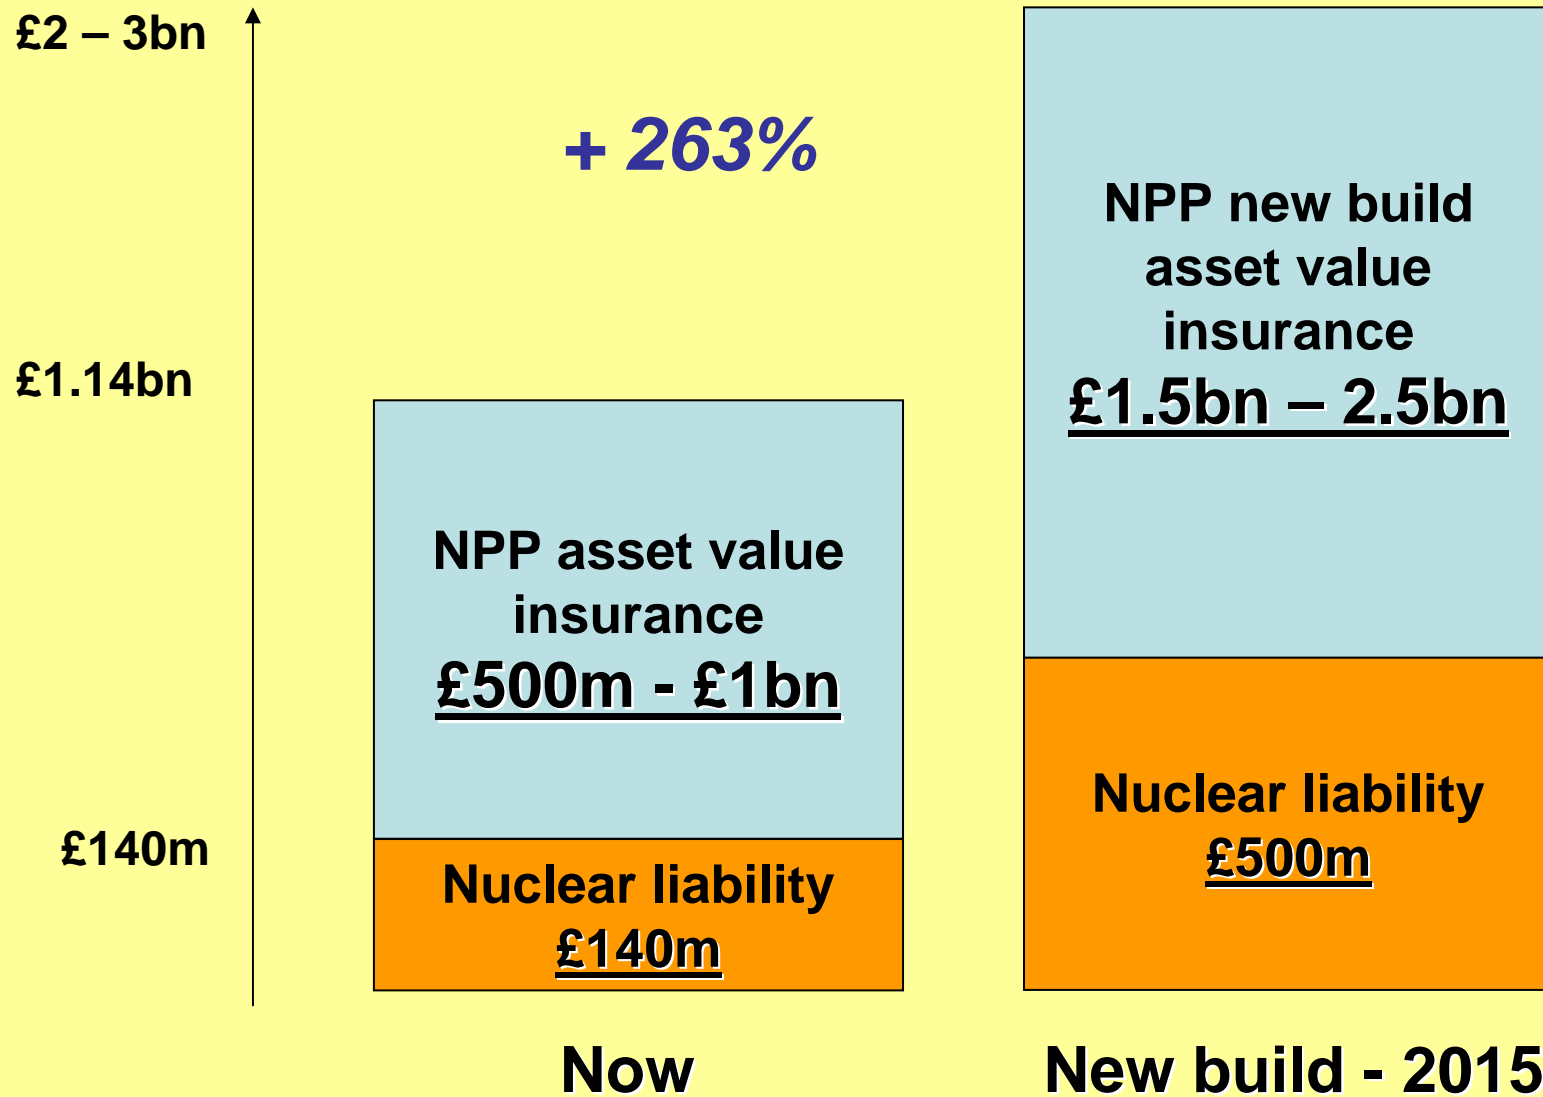 £2 – 3bn
+ 263%
£1.14bn
£140m
NPP asset value
insurance
£500m - £1bn
Nuclear liability
£140m
Now
NPP new build
asset value
insurance
£1.5bn – 2.5bn
Nuclear liability
£500m
New build - 2015